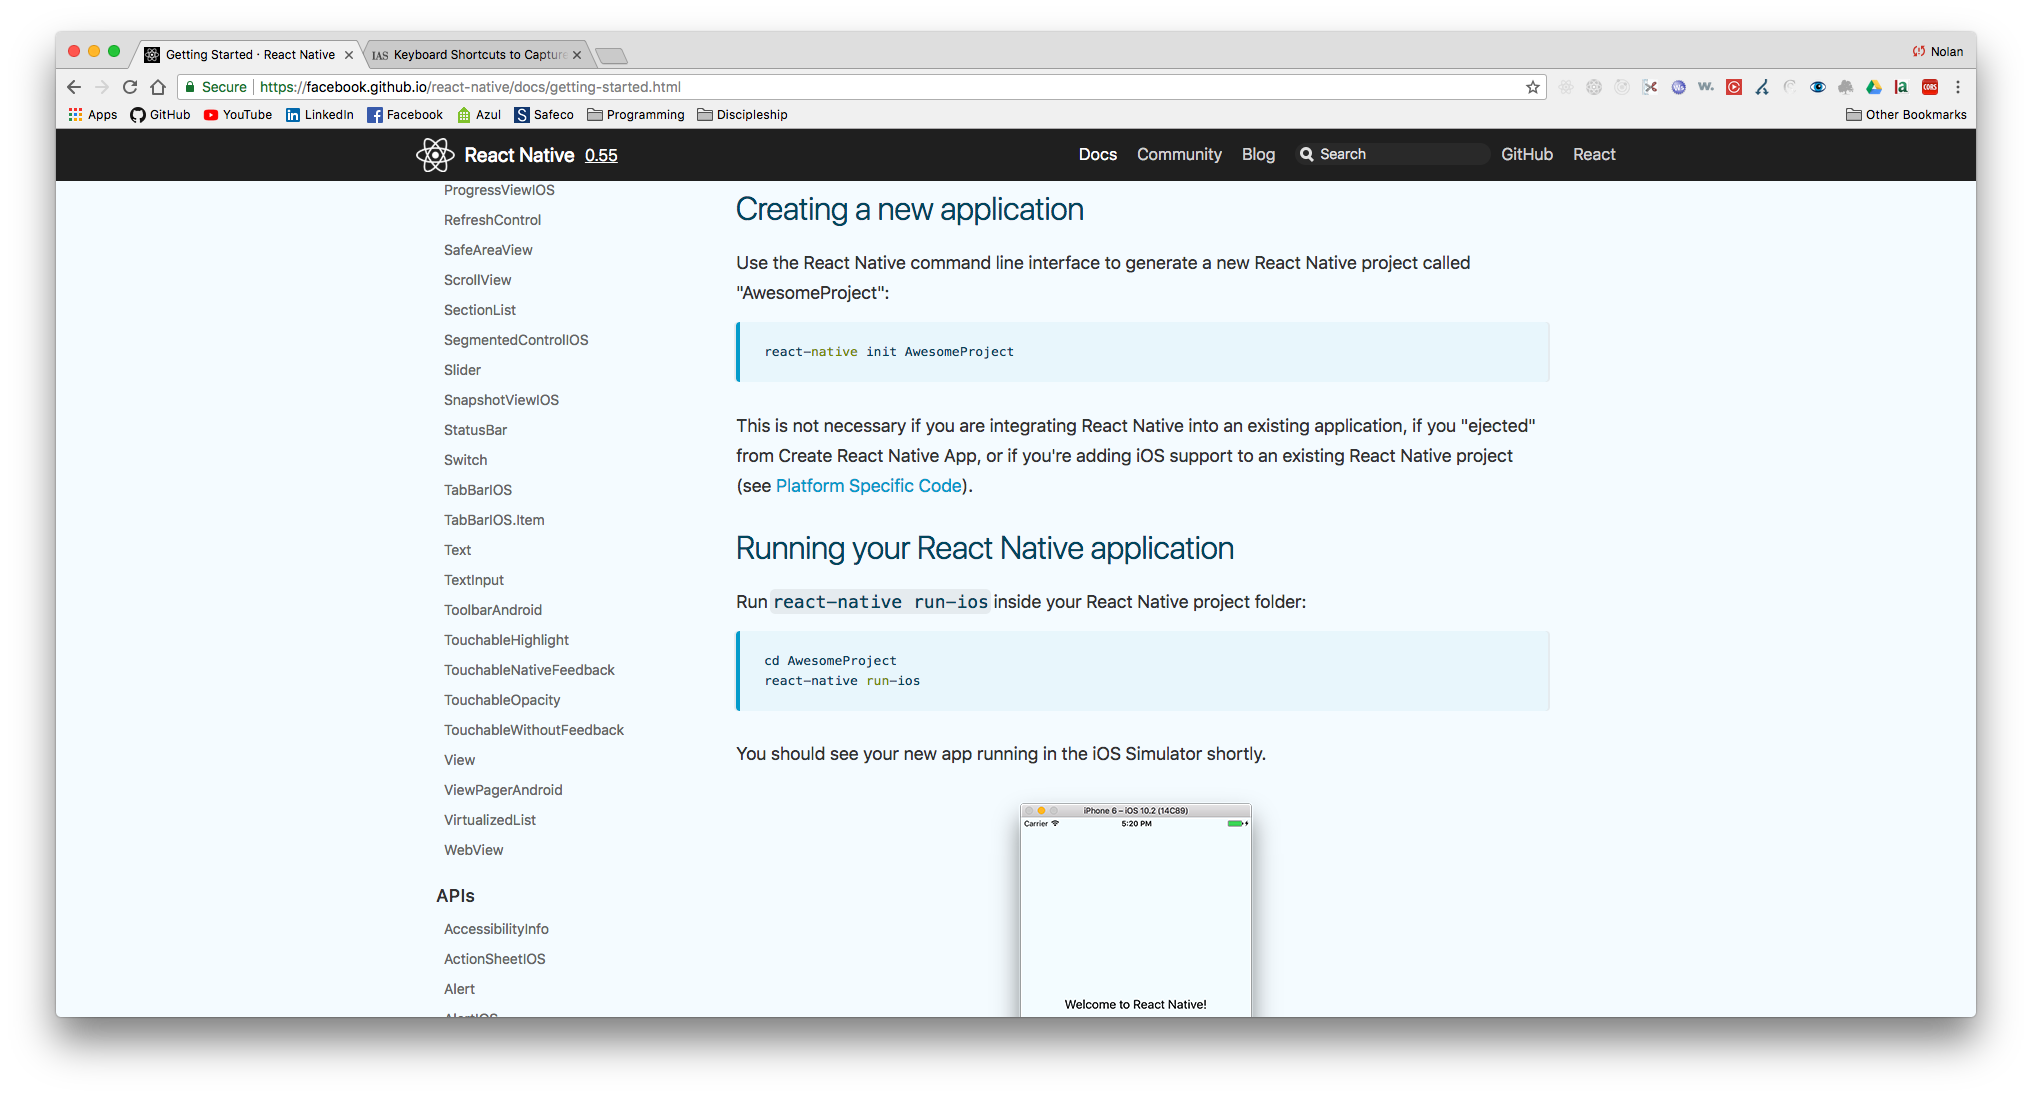 Getting Started · React Native
IAS Keyboard Shortcuts to Capture
Nolan
Secure https://facebook.github.io/react-native/docs/getting-started.html
Apps GitHub YouTube LinkedIn Facebook Azul Safeco Programming Discipleship Other Bookmarks
React Native 0.55
Docs Community Blog Search GitHub React
ProgressViewIOS
RefreshControl
SafeAreaView
ScrollView
SectionList
SegmentedControlIOS
Slider
SnapshotViewIOS
StatusBar
Switch
TabBarIOS
TabBarIOS.Item
Text
TextInput
ToolbarAndroid
TouchableHighlight
TouchableNativeFeedback
TouchableOpacity
TouchableWithoutFeedback
View
ViewPagerAndroid
VirtualizedList
WebView
APIs
AccessibilityInfo
ActionSheetIOS
Alert
AlertIOS
Creating a new application
Use the React Native command line interface to generate a new React Native project called
"AwesomeProject":
react-native init AwesomeProject
This is not necessary if you are integrating React Native into an existing application, if you "ejected"
from Create React Native App, or if you're adding iOS support to an existing React Native project
(see Platform Specific Code).
Running your React Native application
Run react-native run-ios inside your React Native project folder:
cd AwesomeProject
react-native run-ios
You should see your new app running in the iOS Simulator shortly.
iPhone 6 – iOS 10.2 (14C89)
Carrier 5:20 PM
Welcome to React Native!